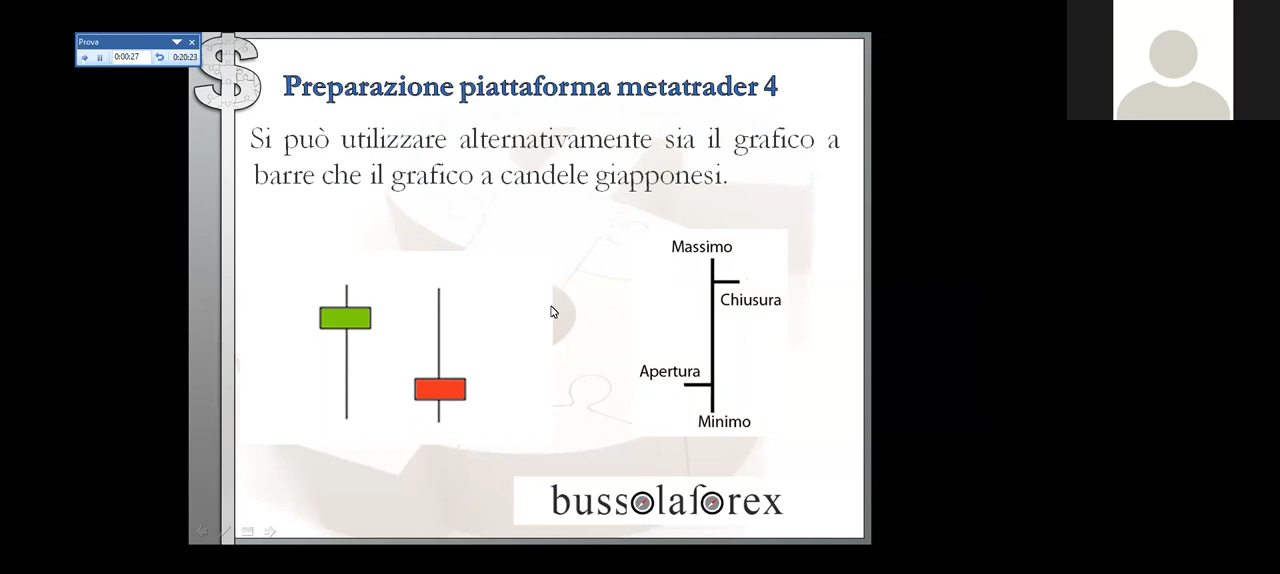 Prova
0:00:27
0:20:23
Preparazione piattaforma metatrader 4
Si può utilizzare alternativamente sia il grafico a
barre che il grafico a candele giapponesi.
Massimo
Chiusura
Apertura
Minimo
bussolaforex